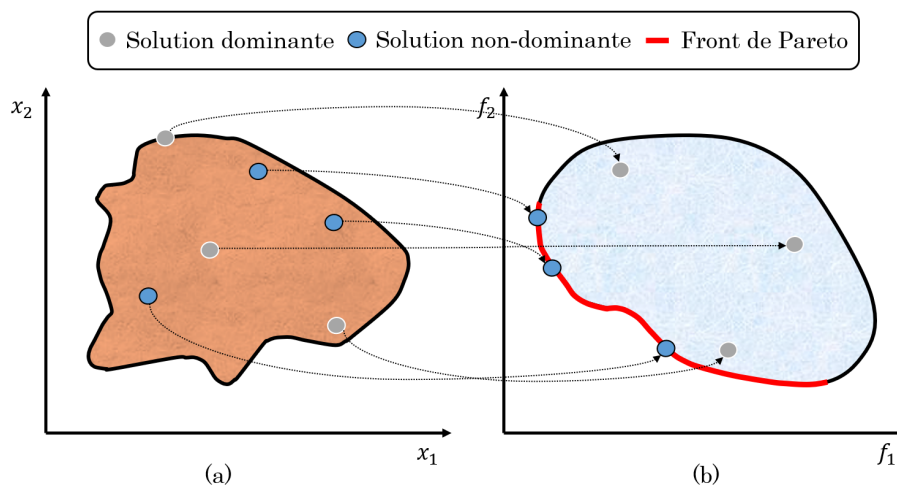 Solution dominante Solution non-dominante Front de Pareto
x₂ f₂
x₁ f₁
(a) (b)